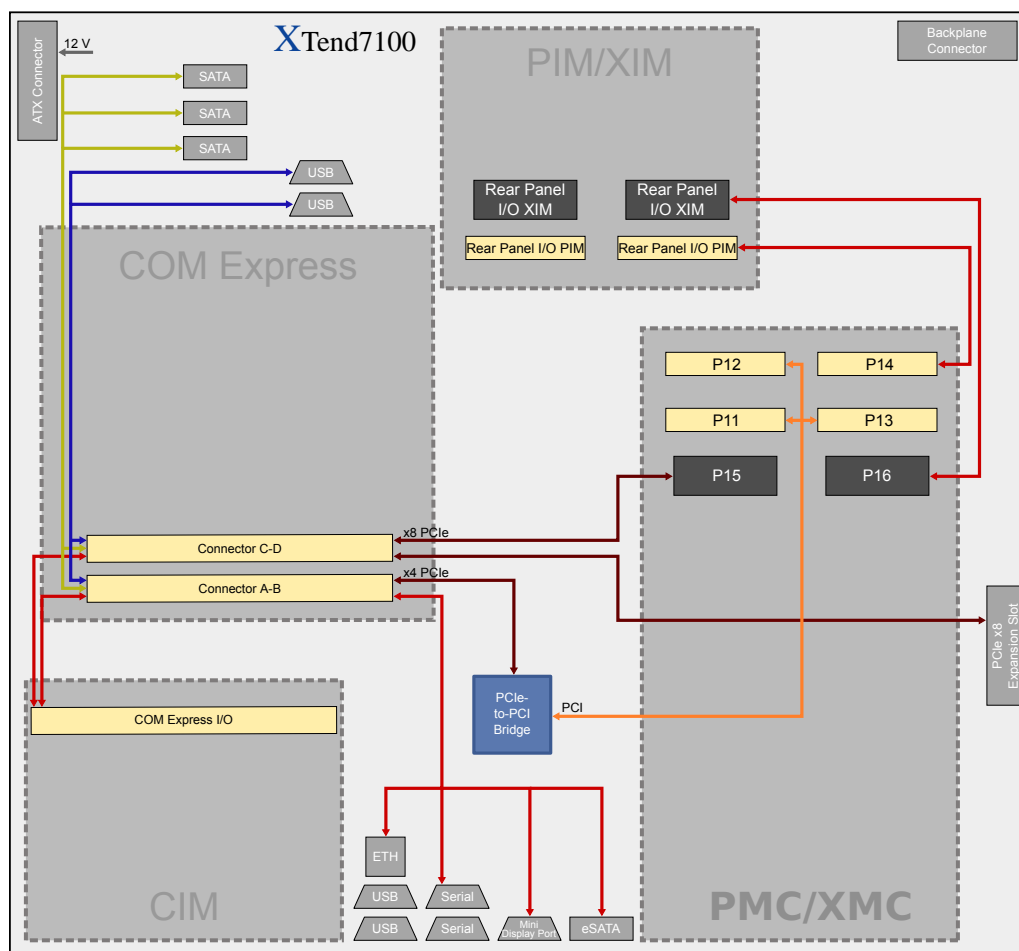 XTend7100
12 V
ATX Connector
Backplane
Connector
PIM/XIM
SATA
SATA
SATA
USB
USB
Rear Panel
I/O XIM
Rear Panel
I/O XIM
Rear Panel I/O PIM
Rear Panel I/O PIM
COM Express
P12
P14
P11
P13
P15
P16
x8 PCIe
Connector C-D
x4 PCIe
Connector A-B
PCIe x8
Expansion Slot
PCIe-
to-PCI
Bridge
PCI
COM Express I/O
ETH
USB
Serial
USB
Serial
Mini
Display Port
eSATA
CIM
PMC/XMC